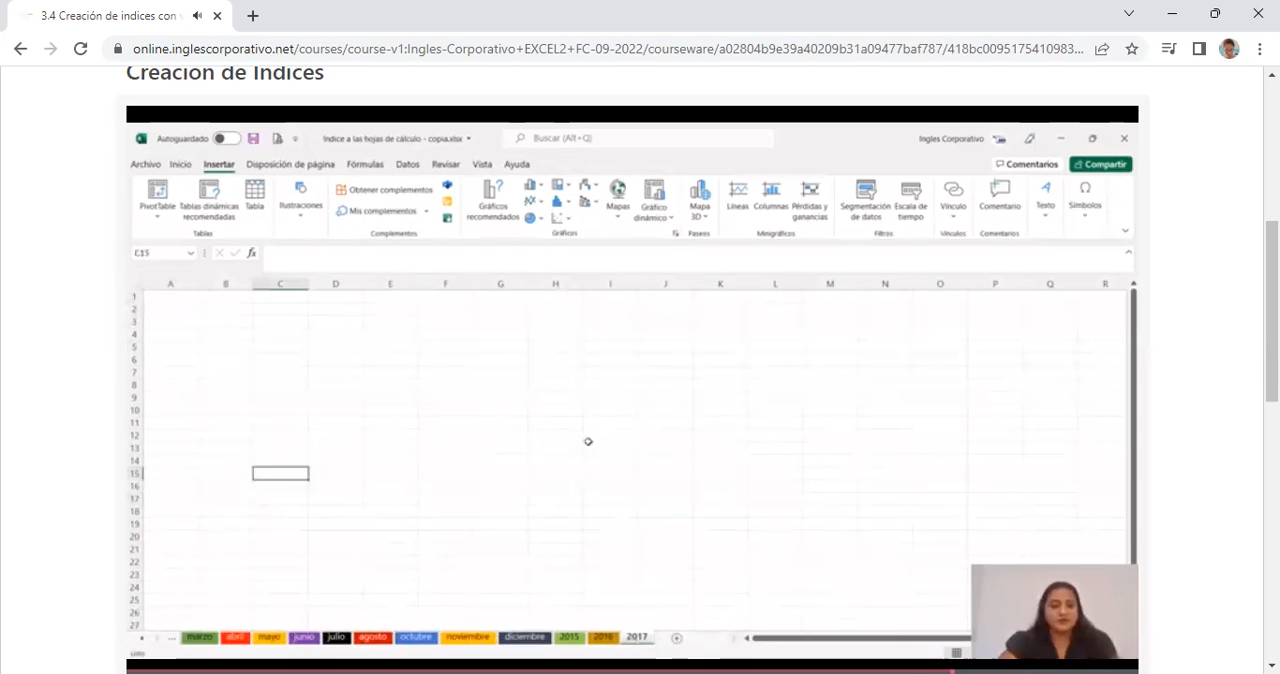 3.4 Creación de indices con v
online.inglescorporativo.net/courses/course-v1:Ingles-Corporativo+EXCEL2+FC-09-2022/courseware/a02804b9e39a40209b31a09477baf787/418bc0095175410983...
Creación de Índices
Autoguardado Indice a las hojas de cálculo - copia.xlsx Buscar (Alt+Q) Ingles Corporativo
Archivo Inicio Insertar Disposición de página Fórmulas Datos Revisar Vista Ayuda Comentarios Compartir
PivotTable Tablas dinámicas recomendadas Tabla Ilustraciones Obtener complementos Mis complementos Gráficos recomendados Mapas Gráfico dinámico Mapa 3D Líneas Columnas Pérdidas y ganancias Segmentación de datos Escala de tiempo Vínculo Comentario Texto Símbolos
Tablas Complementos Gráficos Paseos Minigráficos Filtros Vínculos Comentarios
fx
A B C D E F G H I J K L M N O P Q R
1
2
3
4
5
6
7
8
9
10
11
12
13
14
15
16
17
18
19
20
21
22
23
24
25
26
27
... marzo abril mayo junio julio agosto octubre noviembre diciembre 2015 2016 2017
Listo